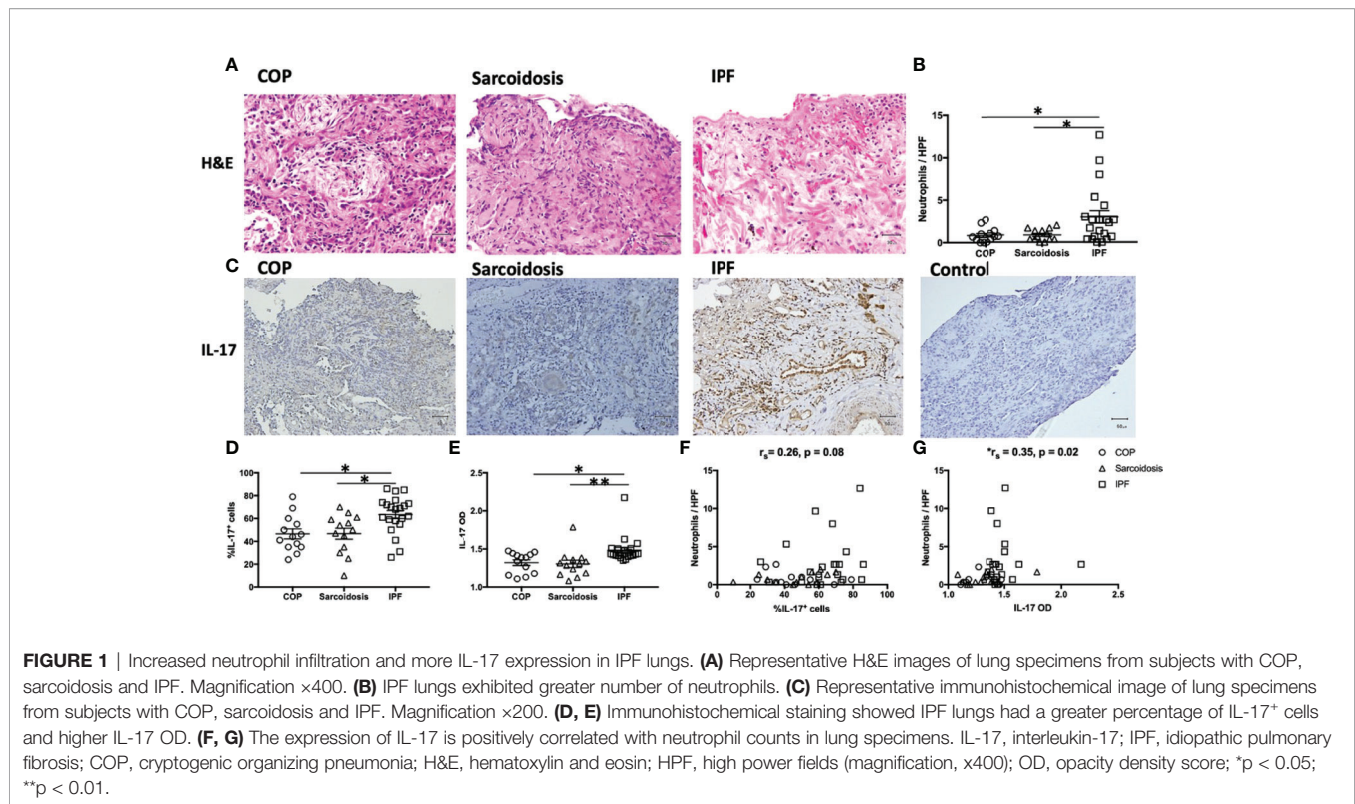 A
COP
Sarcoidosis
IPF
H&E
B
* 
*
Neutrophils / HPF
15
10
5
0
COP
Sarcoidosis
IPF
C
COP
Sarcoidosis
IPF
Control
IL-17
D
*
*
%IL-17+ cells
100
80
60
40
20
0
COP
Sarcoidosis
IPF
E
*
**
IL-17 OD
2.5
2.0
1.5
1.0
COP
Sarcoidosis
IPF
F
rs= 0.26, p = 0.08
Neutrophils / HPF
15
10
5
0
0 20 40 60 80 100
%IL-17+ cells
G
*rs = 0.35, p = 0.02
COP
Sarcoidosis
IPF
Neutrophils / HPF
15
10
5
0
1.0 1.5 2.0 2.5
IL-17 OD
FIGURE 1 | Increased neutrophil infiltration and more IL-17 expression in IPF lungs. (A) Representative H&E images of lung specimens from subjects with COP,
sarcoidosis and IPF. Magnification ×400. (B) IPF lungs exhibited greater number of neutrophils. (C) Representative immunohistochemical image of lung specimens
from subjects with COP, sarcoidosis and IPF. Magnification ×200. (D, E) Immunohistochemical staining showed IPF lungs had a greater percentage of IL-17+ cells
and higher IL-17 OD. (F, G) The expression of IL-17 is positively correlated with neutrophil counts in lung specimens. IL-17, interleukin-17; IPF, idiopathic pulmonary
fibrosis; COP, cryptogenic organizing pneumonia; H&E, hematoxylin and eosin; HPF, high power fields (magnification, x400); OD, opacity density score; *p < 0.05;
**p < 0.01.